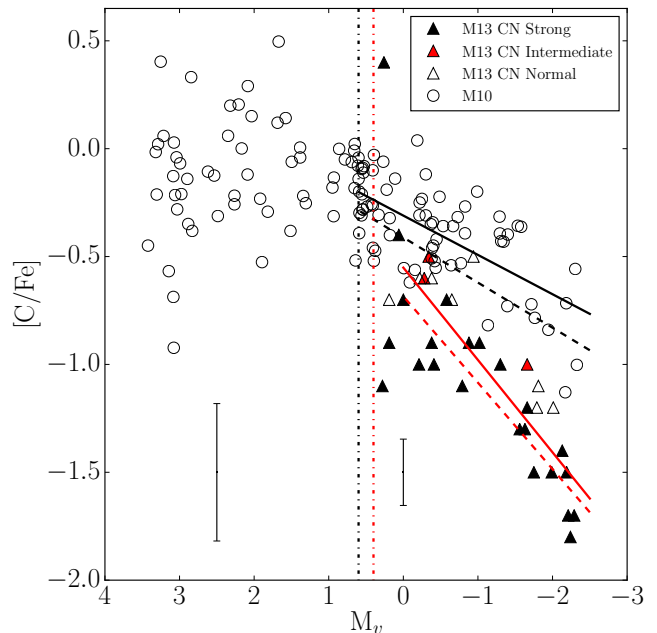 M13 CN Strong
M13 CN Intermediate
M13 CN Normal
M10
0.5
0.0
−0.5
−1.0
−1.5
−2.0
[C/Fe]
4 3 2 1 0 −1 −2 −3
M_v